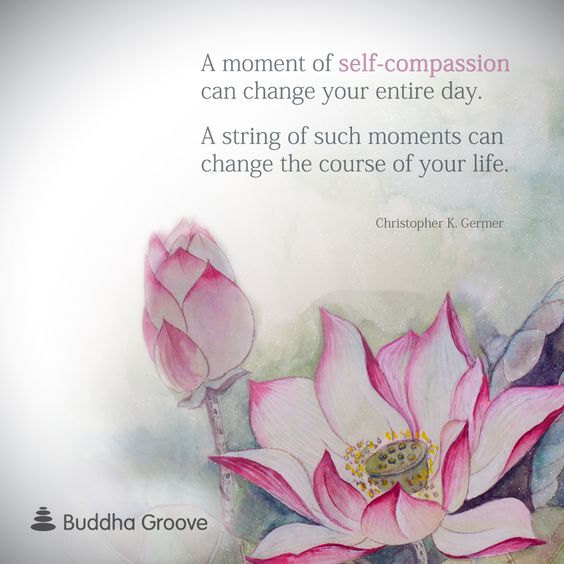 A moment of self-compassion
can change your entire day.
A string of such moments can
change the course of your life.
Christopher K. Germer
Buddha Groove